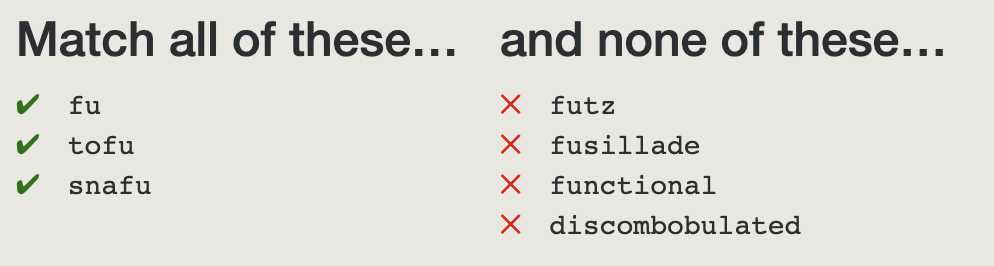 Match all of these…
✔ fu
✔ tofu
✔ snafu
and none of these…
✗ futz
✗ fusillade
✗ functional
✗ discombobulated